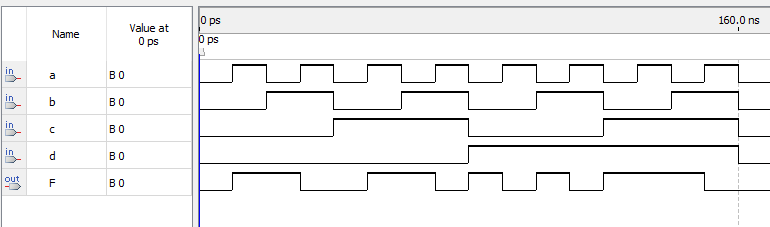 0 ps
160.0 ns
Name
Value at
0 ps
0 ps
in
a
B 0
in
b
B 0
in
c
B 0
in
d
B 0
out
F
B 0